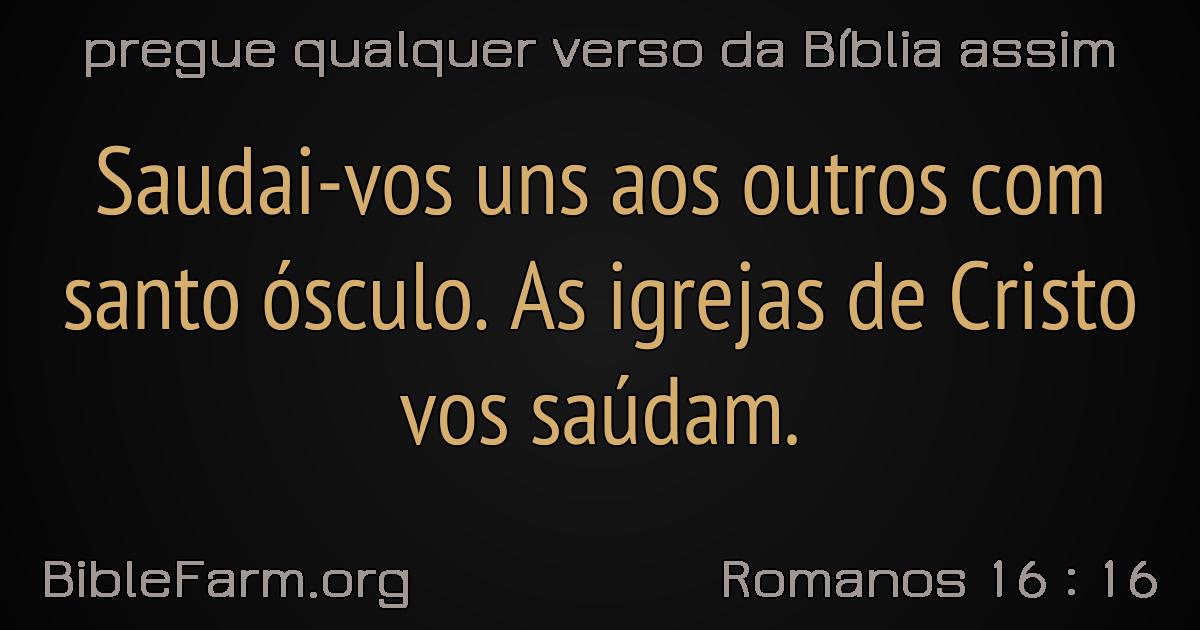 pregue qualquer verso da Bíblia assim
Saudai-vos uns aos outros com
santo ósculo. As igrejas de Cristo
vos saúdam.
BibleFarm.org
Romanos 16 : 16